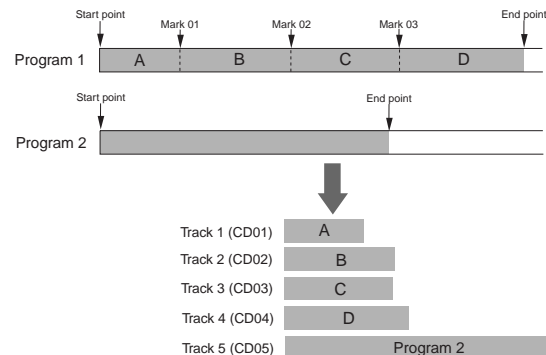 Start point Mark 01 Mark 02 Mark 03 End point
Program 1 A B C D
Start point End point
Program 2
Track 1 (CD01) A
Track 2 (CD02) B
Track 3 (CD03) C
Track 4 (CD04) D
Track 5 (CD05) Program 2